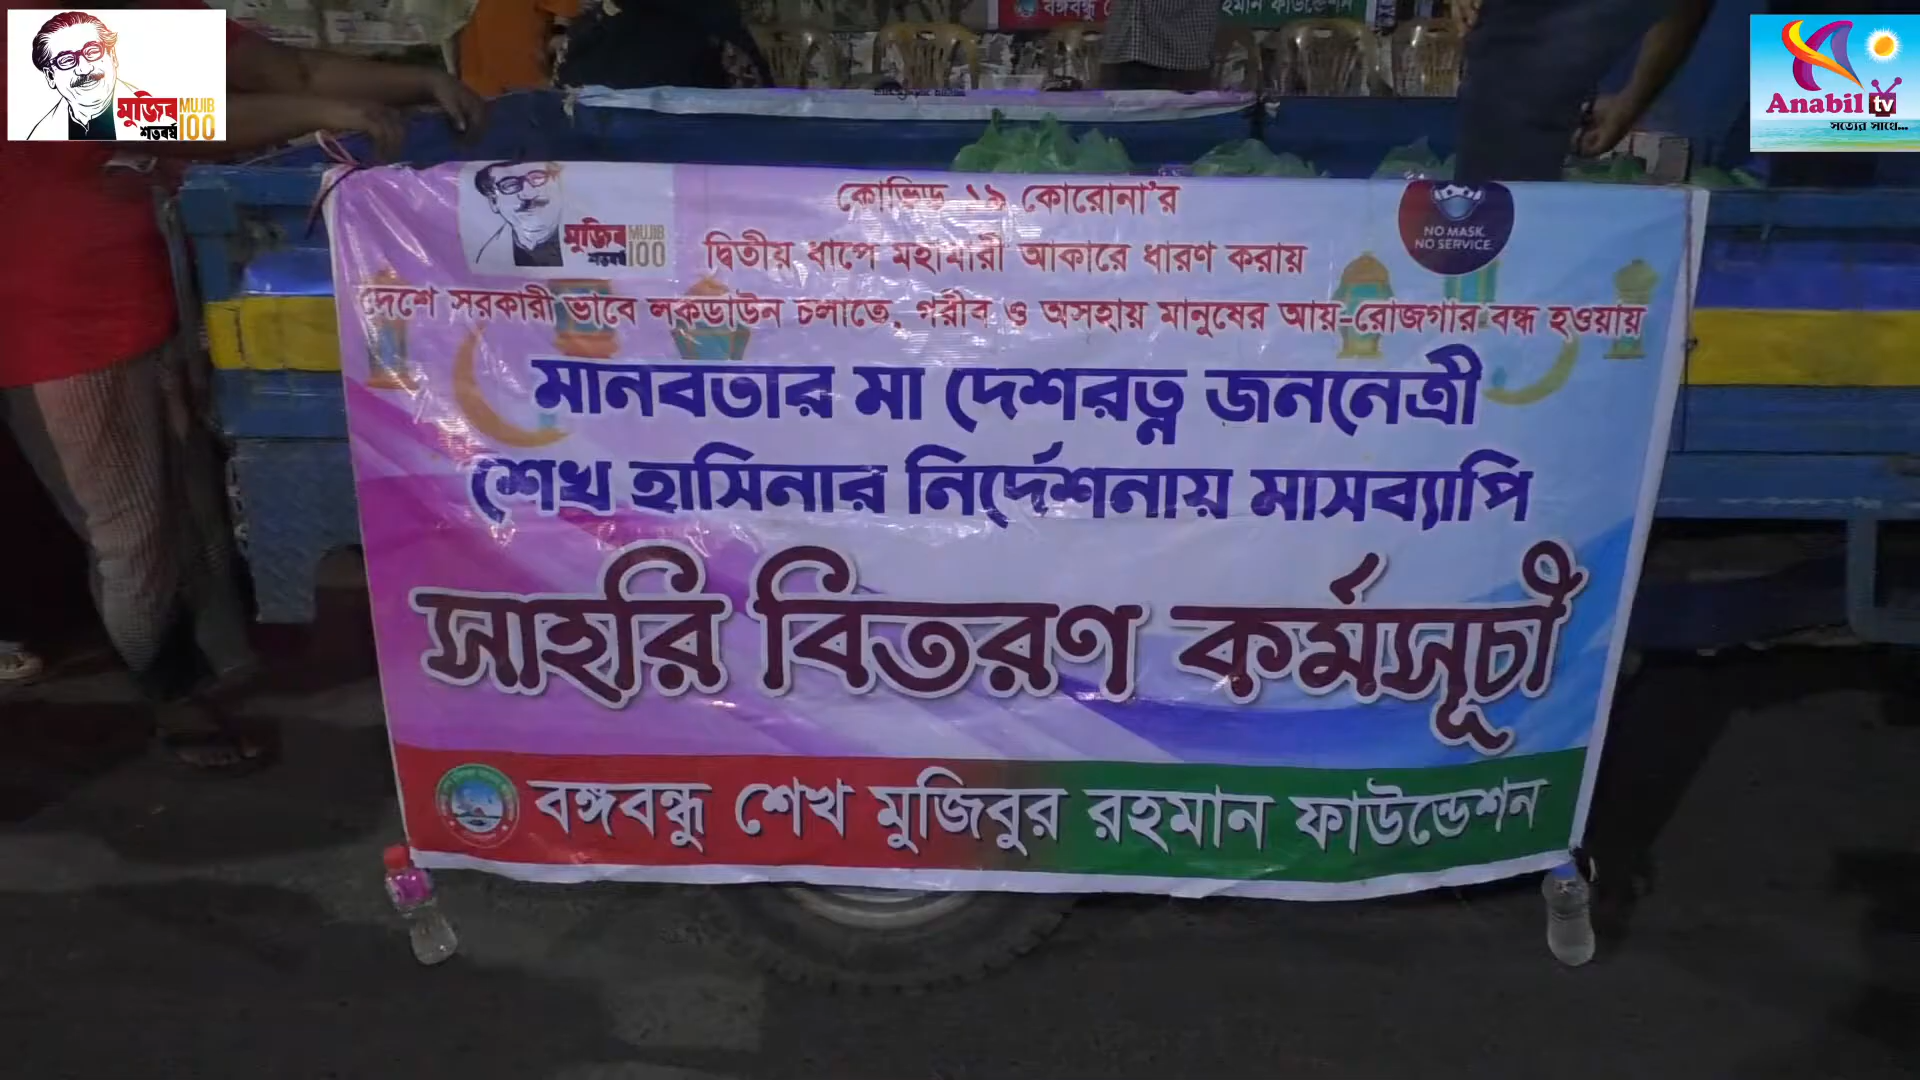 মুজিব
শতবর্ষ
MUJIB
100
Anabil tv
সত্যের সাথে...
মুজিব
শতবর্ষ
MUJIB
100
কোভিড ১৯ কোরোনা'র
NO MASK
NO SERVICE
দ্বিতীয় ধাপে মহামারী আকারে ধারণ করায়
দেশে সরকারী ভাবে লকডাউন চলাতে, গরীব ও অসহায় মানুষের আয়-রোজগার বন্ধ হওয়ায়
মানবতার মা দেশরত্ন জননেত্রী
শেখ হাসিনার নির্দেশনায় মাসব্যাপি
সাহরি বিতরণ কর্মসূচী
বঙ্গবন্ধু শেখ মুজিবুর রহমান ফাউন্ডেশন